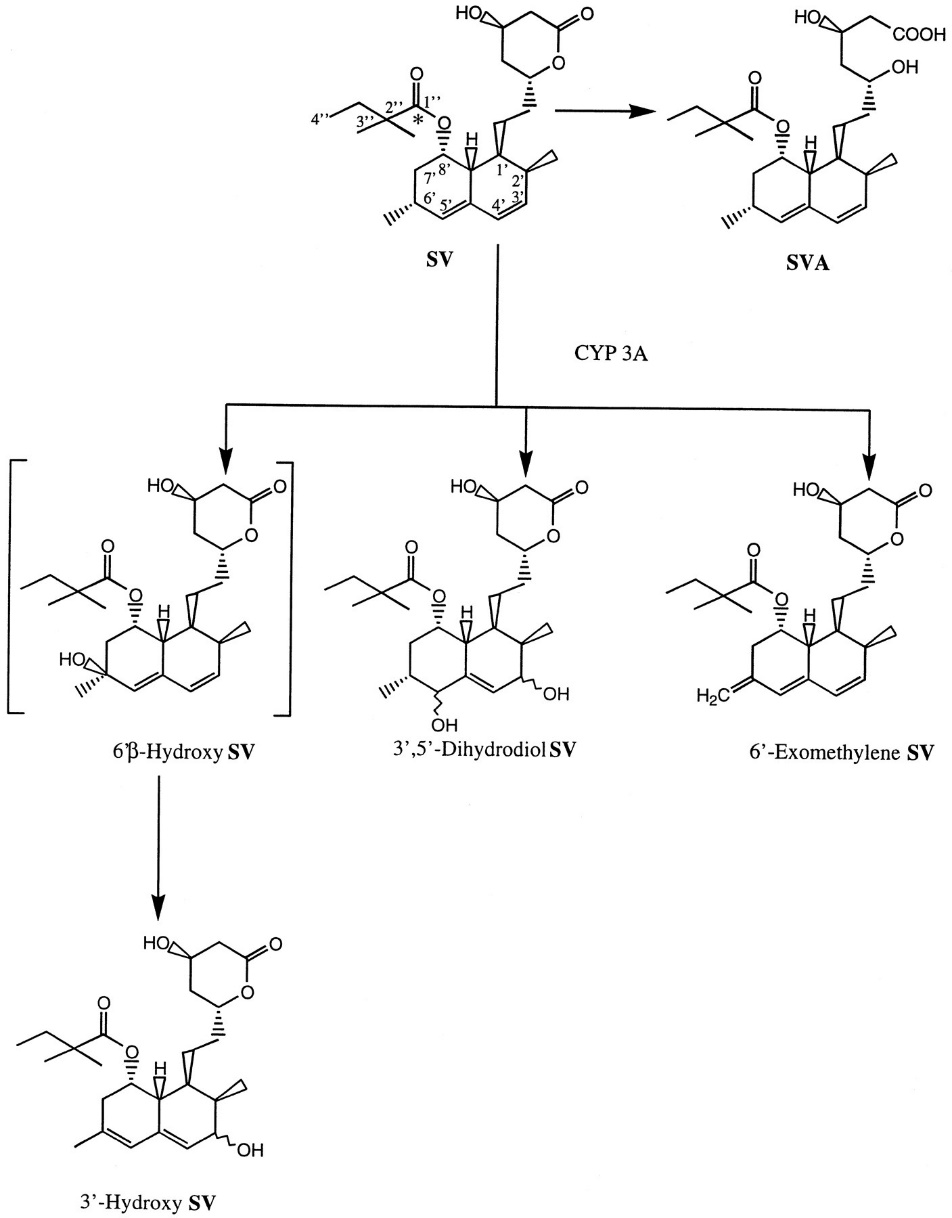 HO
O
O
O
1''
2''
4''
3''
*
O
H
8'
7'
1'
2'
6'
5'
4'
3'
SV
HO
COOH
OH
O
O
H
SVA
CYP 3A
HO
O
O
O
O
H
HO
6'β-Hydroxy SV
HO
O
O
O
O
H
OH
OH
3',5'-Dihydrodiol SV
HO
O
O
O
O
H
H2C
6'-Exomethylene SV
HO
O
O
O
O
H
OH
3'-Hydroxy SV